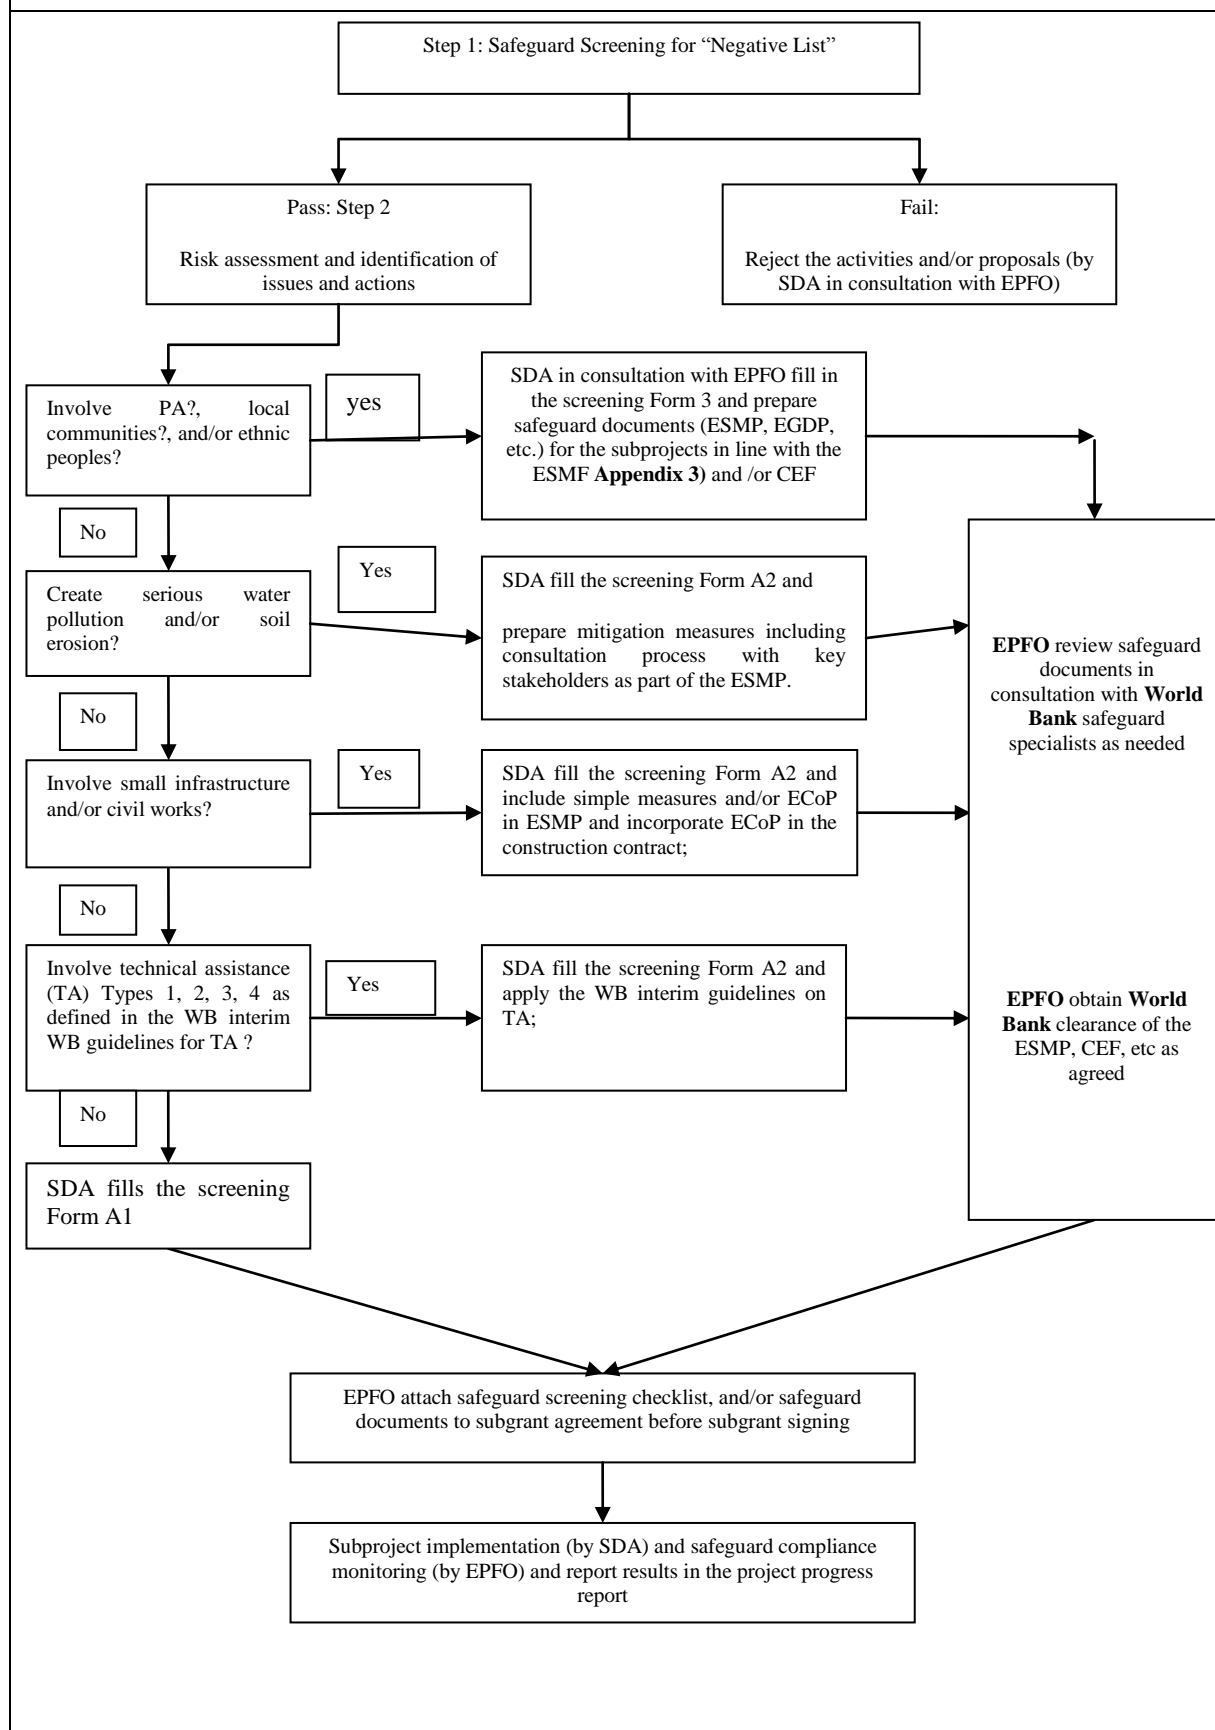 Step 1: Safeguard Screening for “Negative List”
Pass: Step 2
Risk assessment and identification of
issues and actions
Fail:
Reject the activities and/or proposals (by
SDA in consultation with EPFO)
Involve PA?, local
communities?, and/or ethnic
peoples?
yes
SDA in consultation with EPFO fill in
the screening Form 3 and prepare
safeguard documents (ESMP, EGDP,
etc.) for the subprojects in line with the
ESMF Appendix 3) and /or CEF
No
Create serious water
pollution and/or soil
erosion?
Yes
SDA fill the screening Form A2 and
prepare mitigation measures including
consultation process with key
stakeholders as part of the ESMP.
EPFO review safeguard
documents in
consultation with World
Bank safeguard
specialists as needed
No
Involve small infrastructure
and/or civil works?
Yes
SDA fill the screening Form A2 and
include simple measures and/or ECoP
in ESMP and incorporate ECoP in the
construction contract;
No
Involve technical assistance
(TA) Types 1, 2, 3, 4 as
defined in the WB interim
WB guidelines for TA ?
Yes
SDA fill the screening Form A2 and
apply the WB interim guidelines on
TA;
EPFO obtain World
Bank clearance of the
ESMP, CEF, etc as
agreed
No
SDA fills the screening
Form A1
EPFO attach safeguard screening checklist, and/or safeguard
documents to subgrant agreement before subgrant signing
Subproject implementation (by SDA) and safeguard compliance
monitoring (by EPFO) and report results in the project progress
report